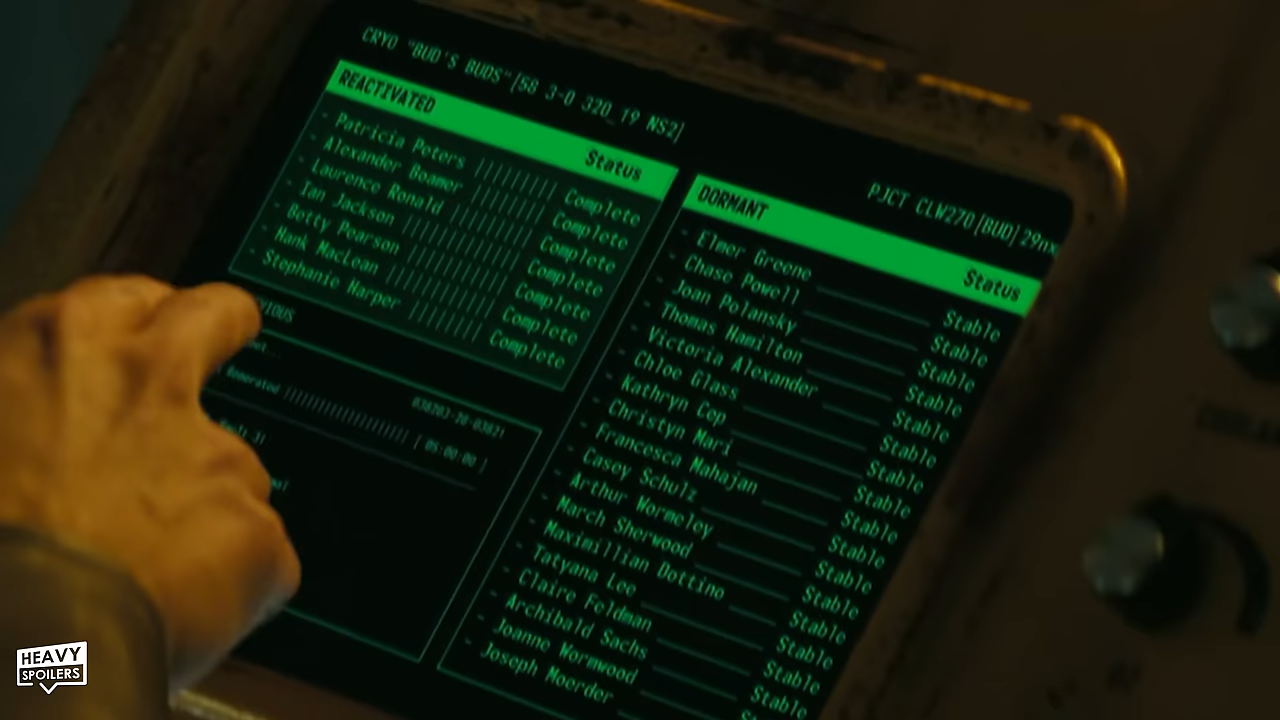 CRYO "BUD'S BUDS"[58 3-0 320_19 NS2]
REACTIVATED
Status
- Patricia Peters |||||||||| Complete
- Alexander Boamer ||||||||| Complete
- Laurence Ronald |||||||||| Complete
- Ian Jackson |||||||||||||| Complete
- Betty Pearson |||||||||||| Complete
- Hank MacLean ||||||||||||| Complete
- Stephanie Harper ||||||||| Complete
[ 05:00:00 ]
PJCT CLW270[BUD]
DORMANT
Status
- Elmer Greene Stable
- Chase Powell Stable
- Joan Polansky Stable
- Thomas Hamilton Stable
- Victoria Alexander Stable
- Chloe Glass Stable
- Kathryn Cop Stable
- Christyn Mari Stable
- Francesca Mahajan Stable
- Casey Schulz Stable
- Arthur Wormeley Stable
- March Sherwood Stable
- Maximillian Dottino Stable
- Tatyana Lee Stable
- Claire Feldman Stable
- Archibald Sachs Stable
- Joanne Wormwood
- Joseph Moerder
HEAVY
SPOILERS